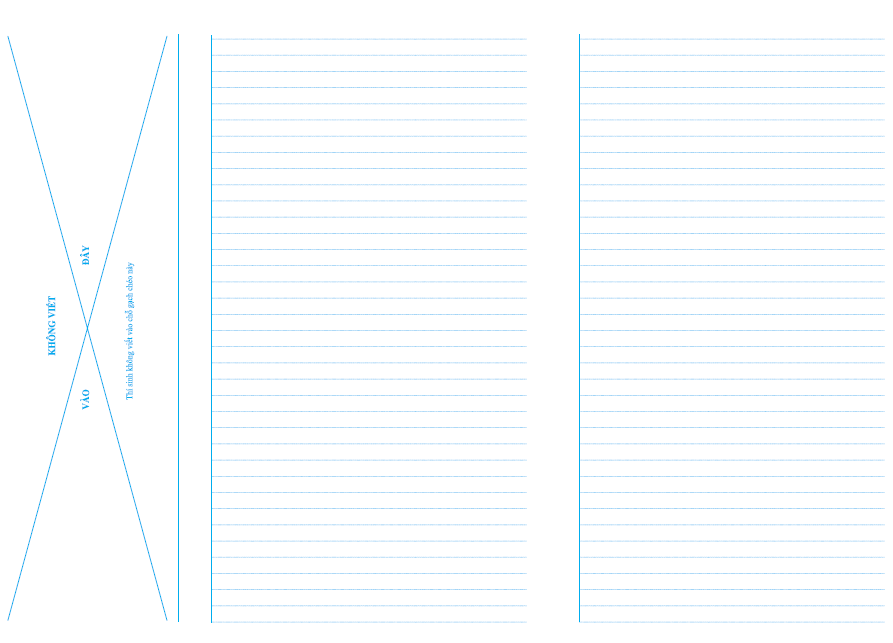 KHÔNG VIẾT
VÀO ĐÂY
Thí sinh không viết vào chỗ gạch chéo này